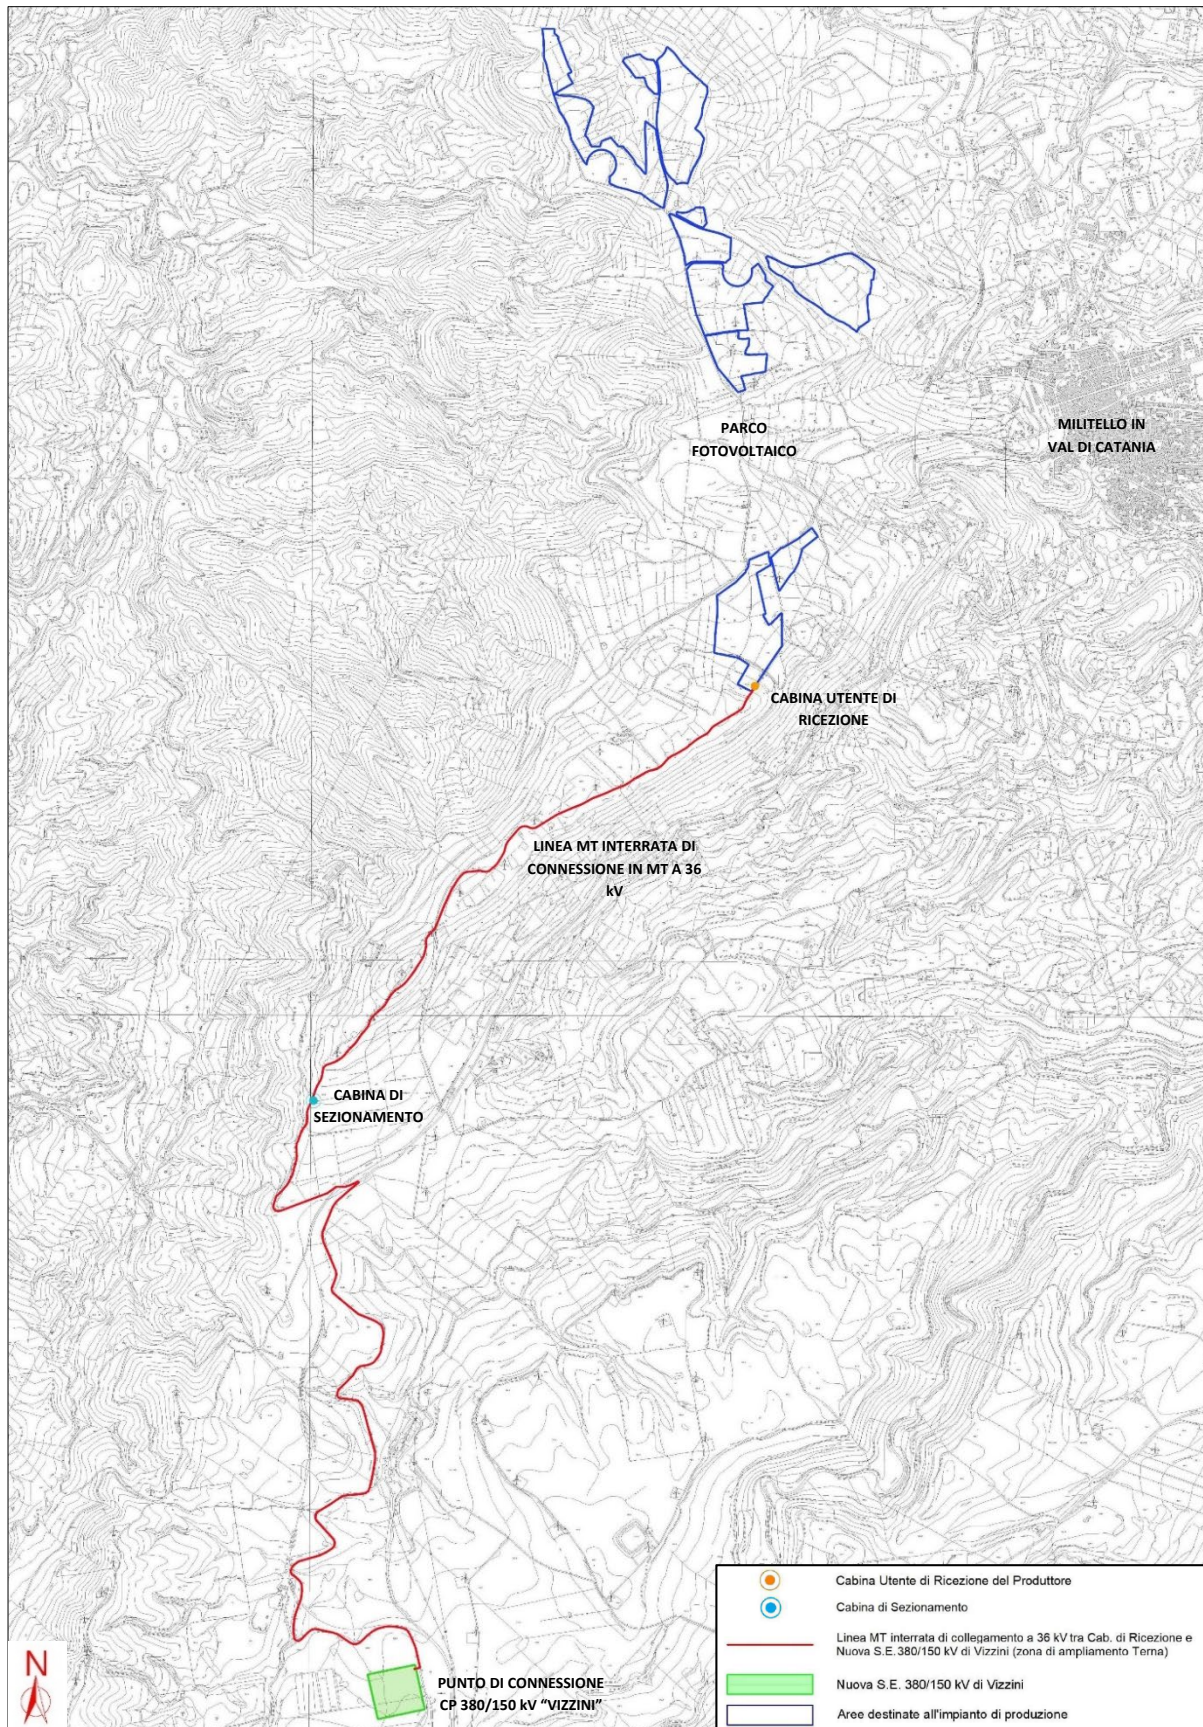 PARCO
FOTOVOLTAICO
MILITELLO IN
VAL DI CATANIA
CABINA UTENTE DI
RICEZIONE
LINEA MT INTERRATA DI
CONNESSIONE IN MT A 36
kV
CABINA DI
SEZIONAMENTO
PUNTO DI CONNESSIONE
CP 380/150 kV “VIZZINI”
N
Cabina Utente di Ricezione del Produttore
Cabina di Sezionamento
Linea MT interrata di collegamento a 36 kV tra Cab. di Ricezione e
Nuova S.E.380/150 kV di Vizzini (zona di ampliamento Terna)
Nuova S.E. 380/150 kV di Vizzini
Aree destinate all'impianto di produzione